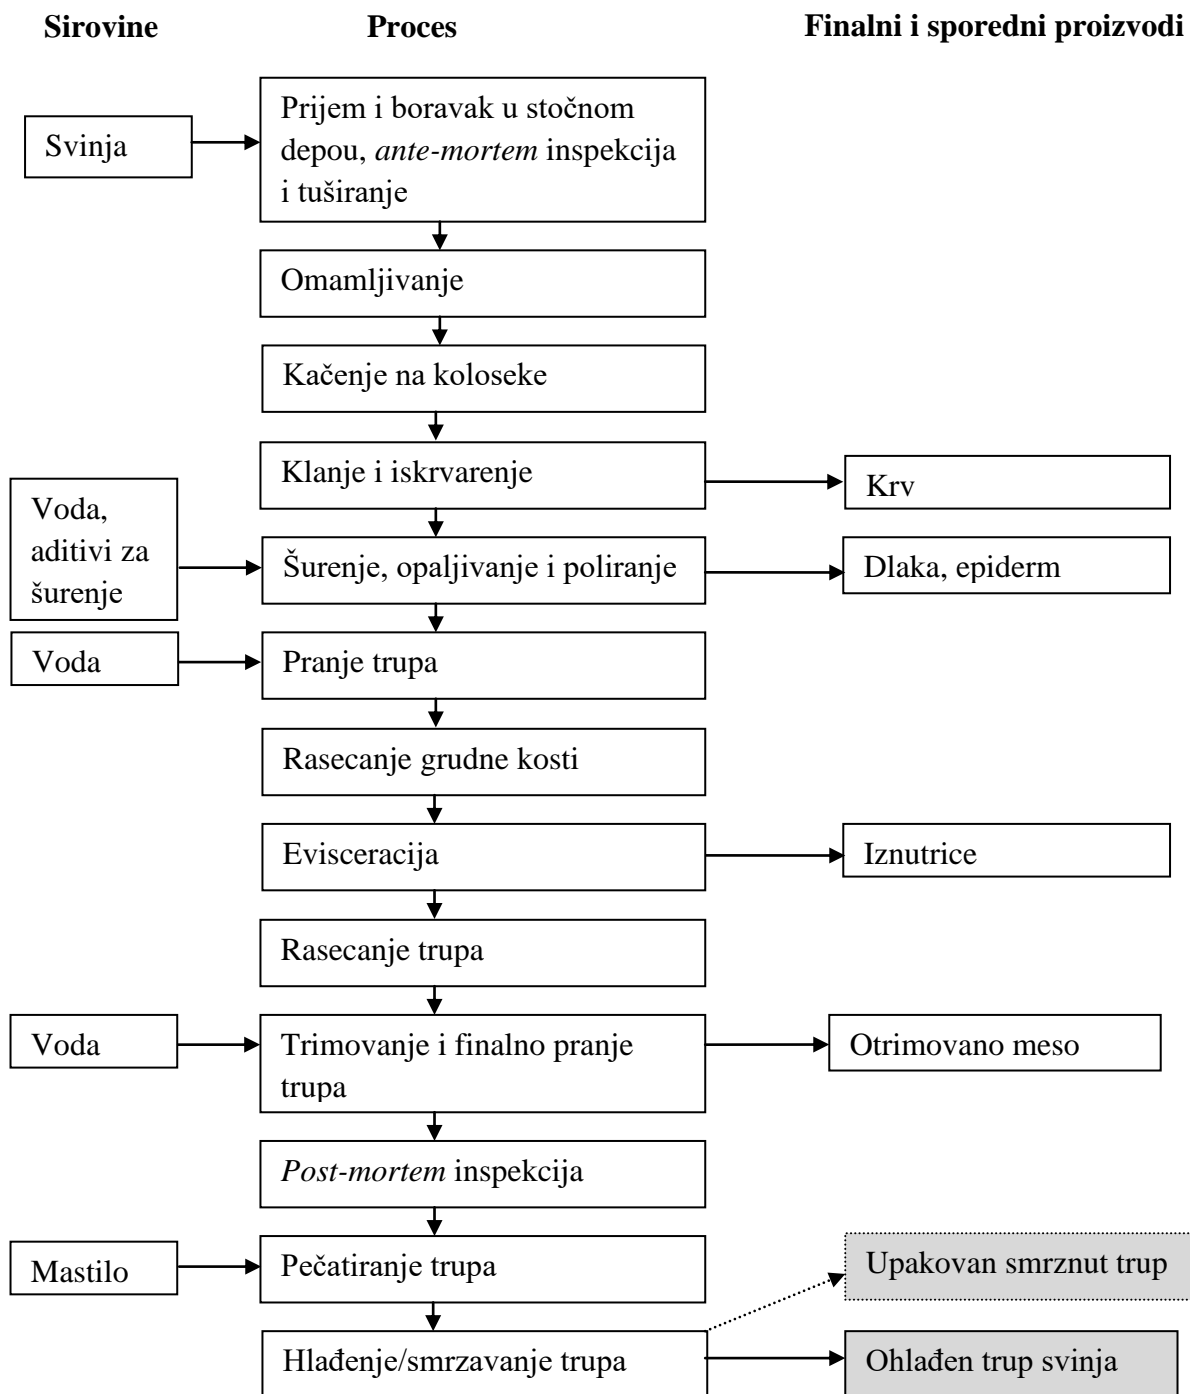 Sirovine Proces Finalni i sporedni proizvodi
Prijem i boravak u stočnom
depou, ante-mortem inspekcija
i tuširanje
Svinja
Omamljivanje
Kačenje na koloseke
Klanje i iskrvarenje
Krv
Voda,
aditivi za
šurenje
Šurenje, opaljivanje i poliranje
Dlaka, epiderm
Voda
Pranje trupa
Rasecanje grudne kosti
Evisceracija
Iznutrice
Rasecanje trupa
Voda
Trimovanje i finalno pranje
trupa
Otrimovano meso
Post-mortem inspekcija
Mastilo
Pečatiranje trupa
Upakovan smrznut trup
Hlađenje/smrzavanje trupa
Ohlađen trup svinja